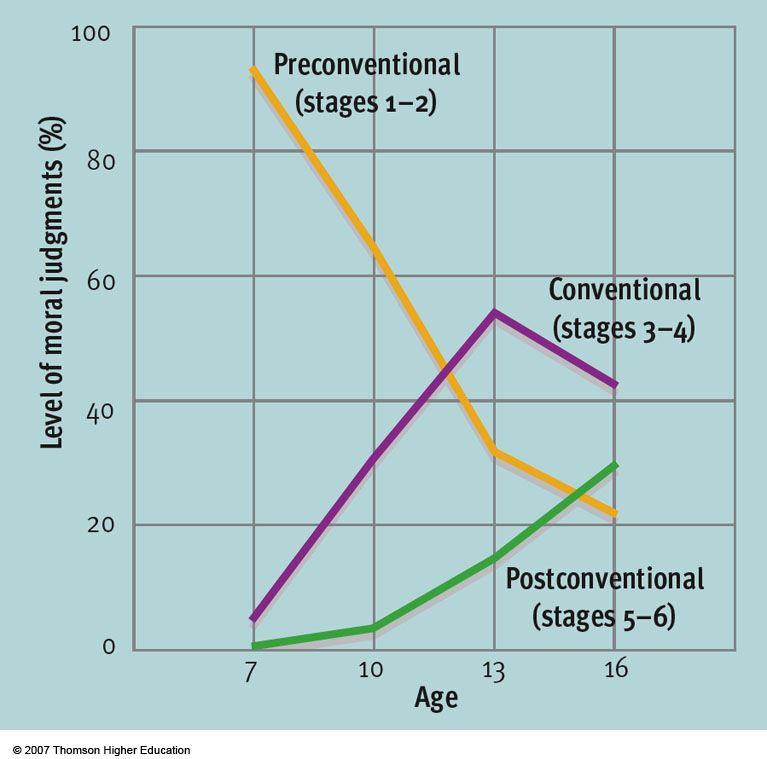 100
Preconventional
(stages 1–2)
80
60
Conventional
(stages 3–4)
40
20
Postconventional
(stages 5–6)
0
7 10 13 16
Age
Level of moral judgments (%)
© 2007 Thomson Higher Education